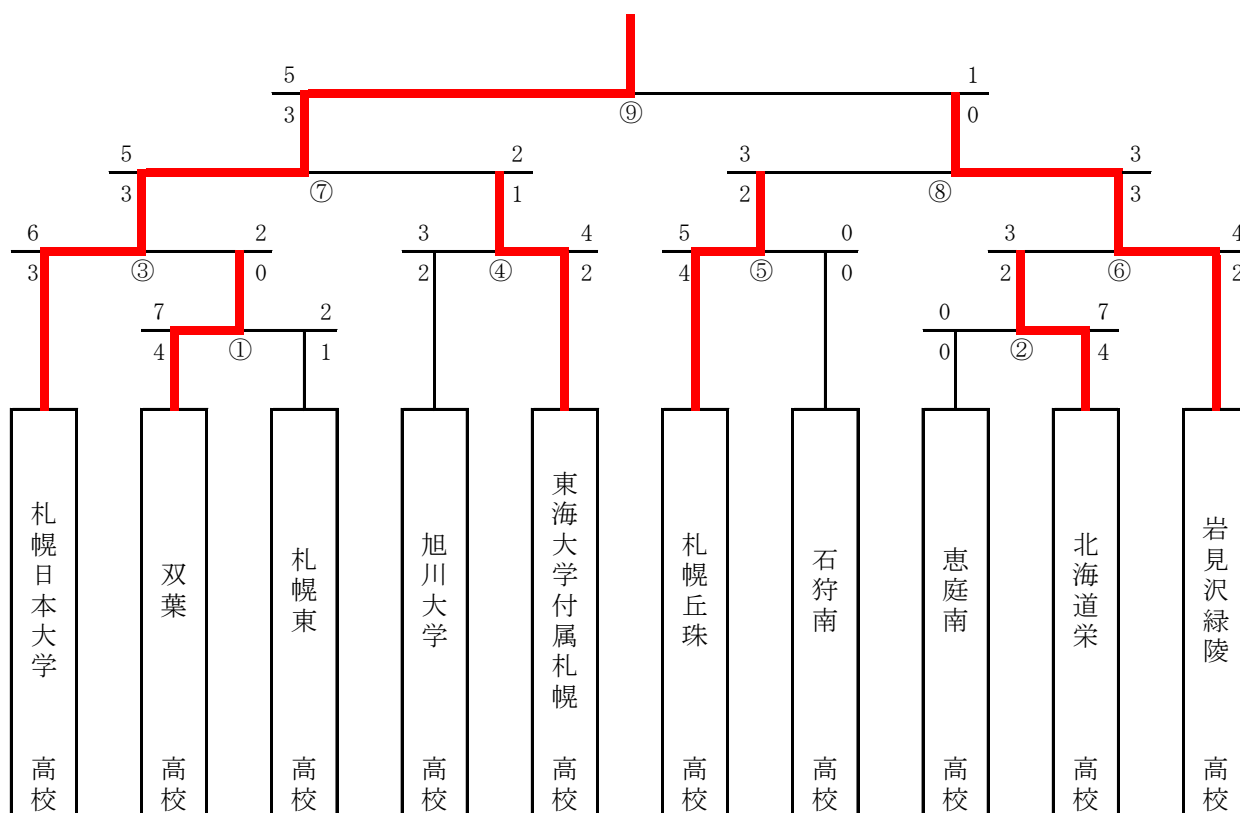 5 1
3 ⑨ 0
5 2 3 3
3 ⑦ 1 2 ⑧ 3
6 2 3 4 5 0 3 4
3 ③ 0 2 ④ 2 4 ⑤ 0 2 ⑥ 2
7 2 0 7
4 ① 1 0 ② 4
札幌日本大学 高校
双葉 高校
札幌東 高校
旭川大学 高校
東海大学付属札幌 高校
札幌丘珠 高校
石狩南 高校
恵庭南 高校
北海道栄 高校
岩見沢緑陵 高校